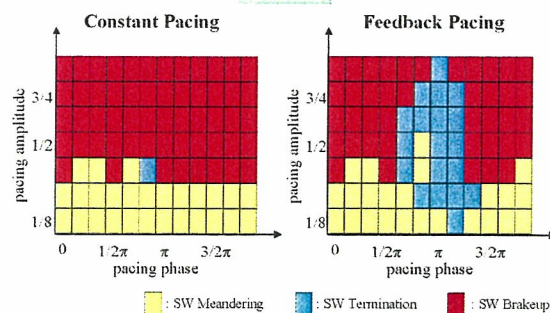 Constant Pacing
Feedback Pacing
pacing amplitude
3/4
1/2
1/8
0 1/2π π 3/2π
pacing phase
pacing amplitude
3/4
1/2
1/8
0 1/2π π 3/2π
pacing phase
: SW Meandering : SW Termination : SW Brakeup